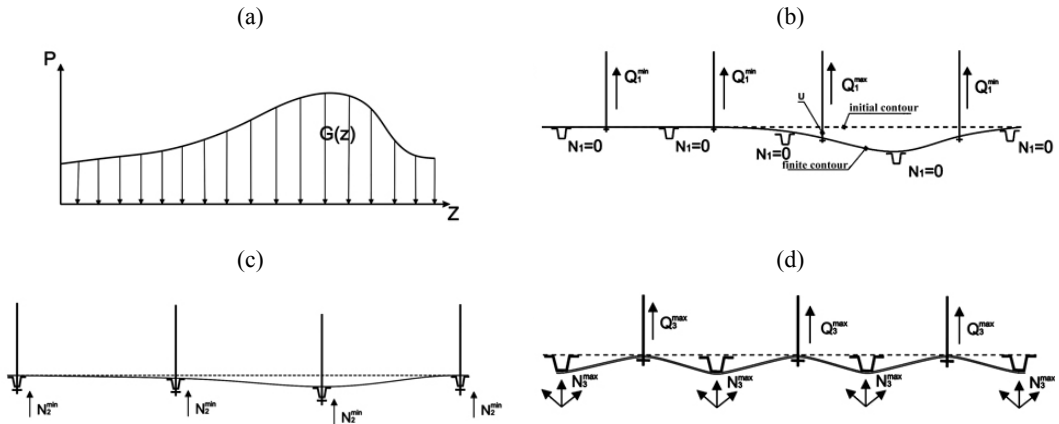 (a)
P
G(z)
Z
(b)
Q₁ᵐⁱⁿ
Q₁ᵐⁱⁿ
Q₁ᵐᵃˣ
Q₁ᵐⁱⁿ
U
initial contour
N₁=0
N₁=0
N₁=0
N₁=0
N₁=0
finite contour
(c)
N₂ᵐⁱⁿ
N₂ᵐⁱⁿ
N₂ᵐⁱⁿ
N₂ᵐⁱⁿ
(d)
Q₃ᵐᵃˣ
Q₃ᵐᵃˣ
Q₃ᵐᵃˣ
N₃ᵐᵃˣ
N₃ᵐᵃˣ
N₃ᵐᵃˣ
N₃ᵐᵃˣ